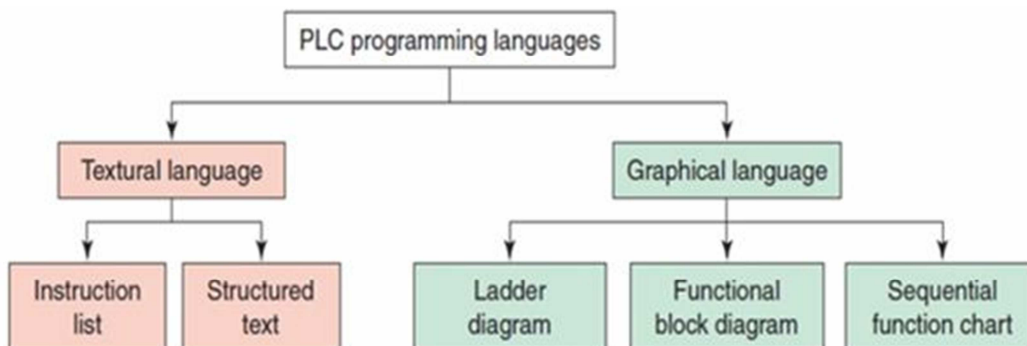 PLC programming languages
Textural language
Graphical language
Instruction
list
Structured
text
Ladder
diagram
Functional
block diagram
Sequential
function chart